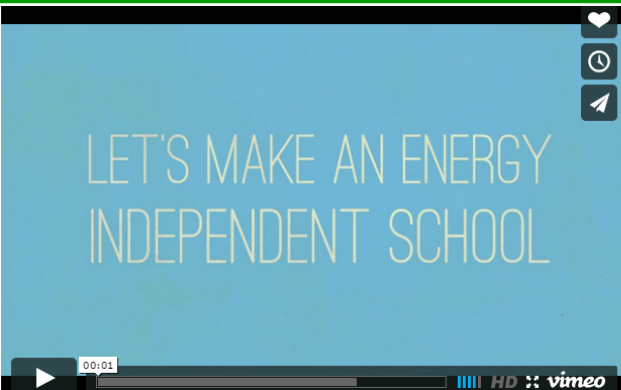 LET'S MAKE AN ENERGY
INDEPENDENT SCHOOL
00:01
HD vimeo